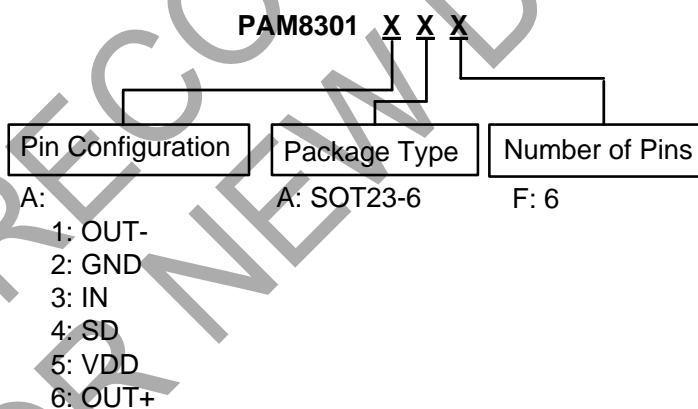 PAM8301 X X X
Pin Configuration
Package Type
Number of Pins
A:
A: SOT23-6
F: 6
1: OUT-
2: GND
3: IN
4: SD
5: VDD
6: OUT+